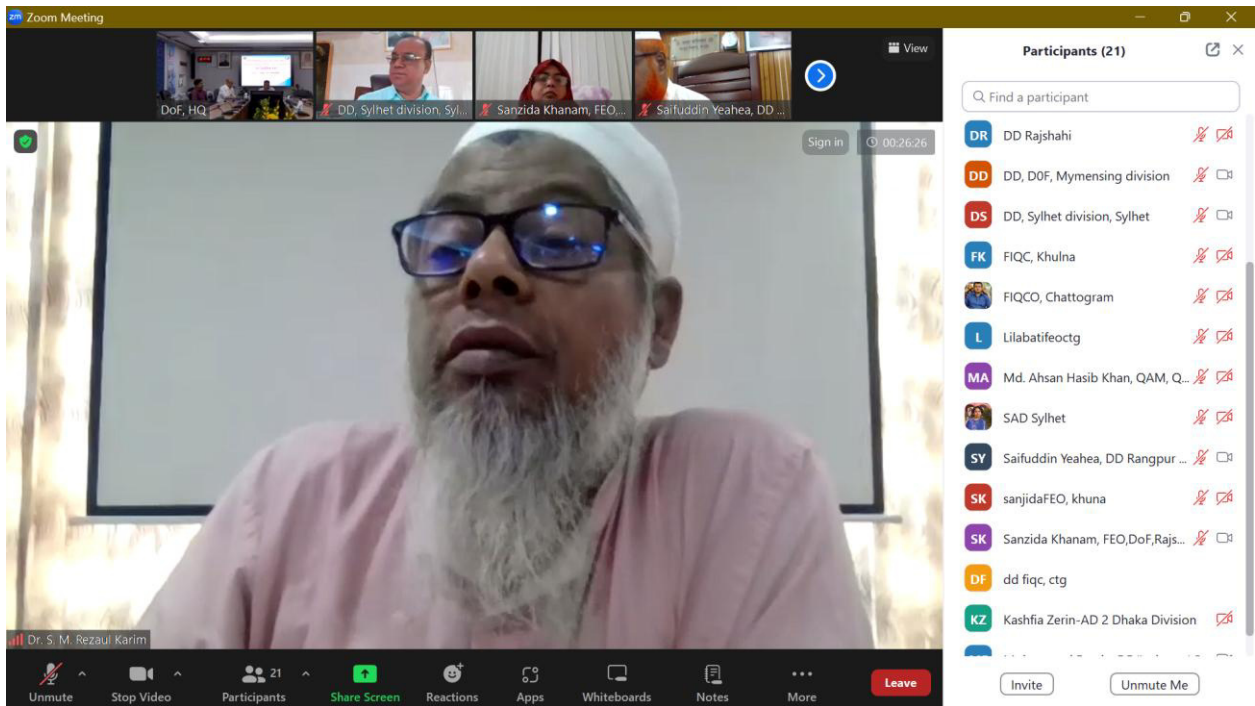 zm Zoom Meeting
DoF, HQ
DD, Sylhet division, Syl...
Sanzida Khanam, FEO,...
Saifuddin Yeahea, DD ...
View
Sign in
00:26:26
Dr. S. M. Rezaul Karim
Unmute
Stop Video
21
Participants
Share Screen
Reactions
Apps
Whiteboards
Notes
More
Leave
Participants (21)
Find a participant
DR DD Rajshahi
DD DD, D0F, Mymensing division
DS DD, Sylhet division, Sylhet
FK FIQC, Khulna
FIQCO, Chattogram
L Lilabatifeoctg
MA Md. Ahsan Hasib Khan, QAM, Q...
SAD Sylhet
SY Saifuddin Yeahea, DD Rangpur ...
SK sanjidaFEO, khuna
SK Sanzida Khanam, FEO,DoF,Rajs...
DF dd fiqc, ctg
KZ Kashfia Zerin-AD 2 Dhaka Division
Invite
Unmute Me